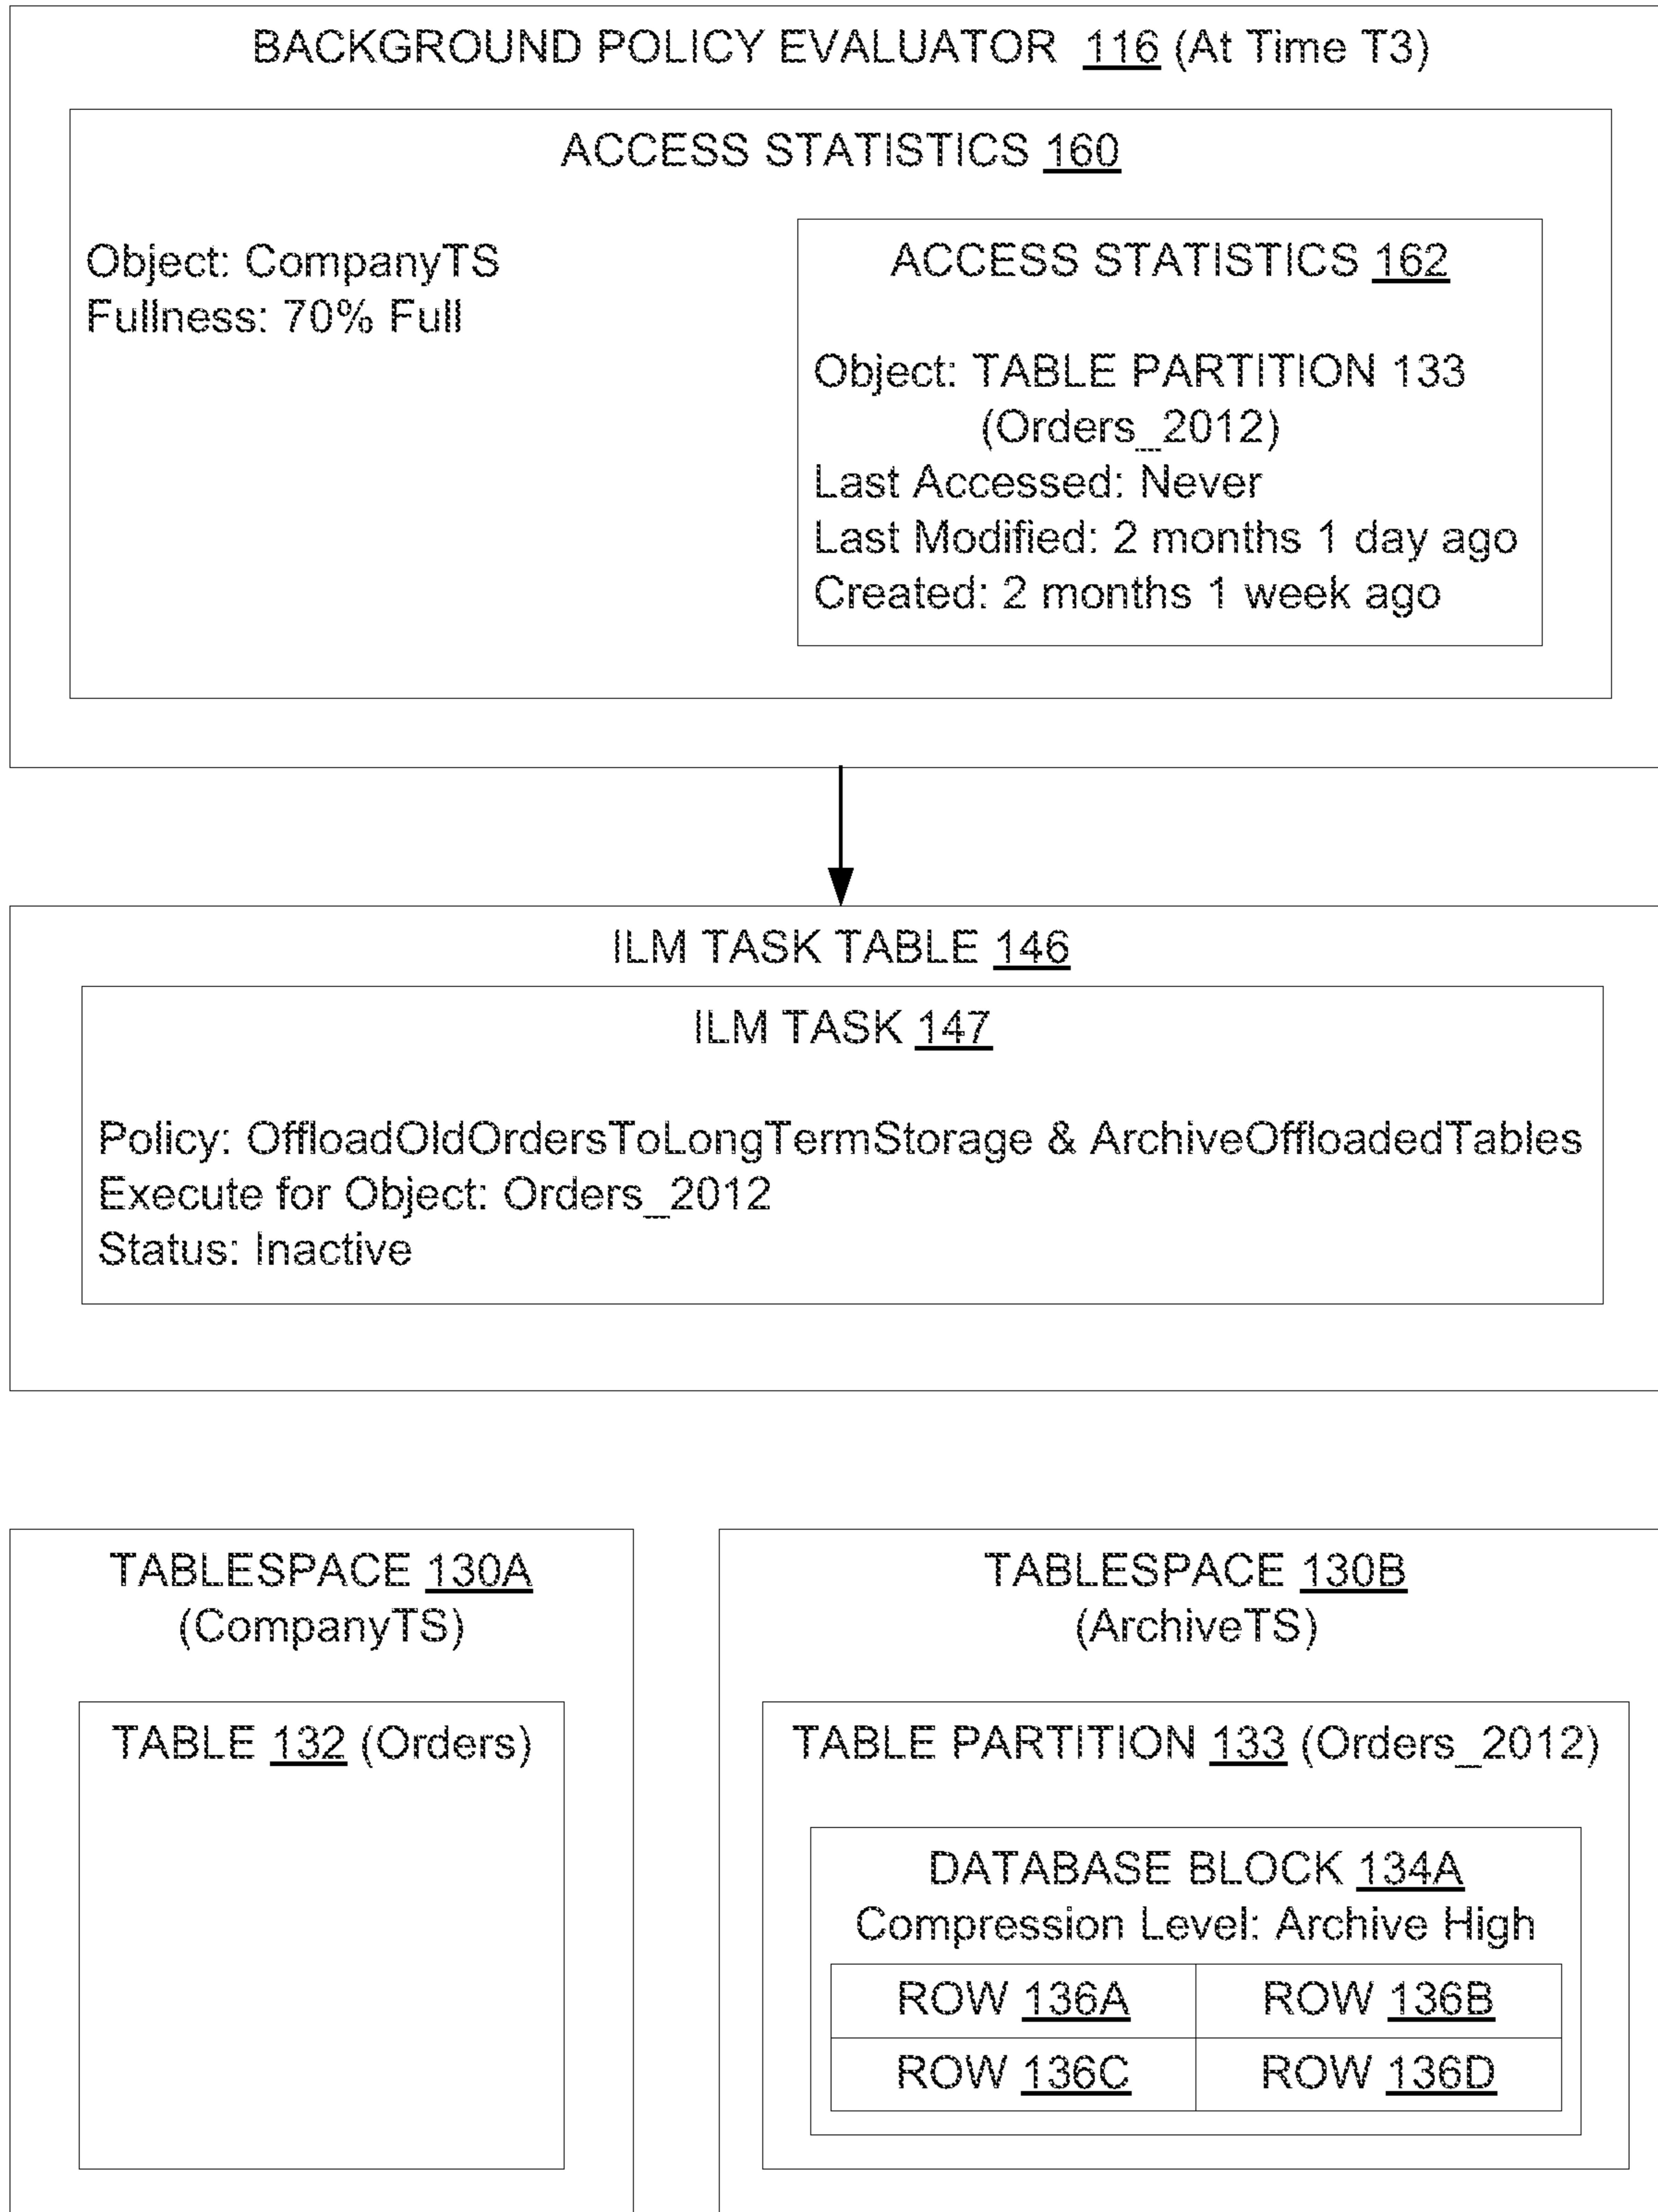 BACKGROUND POLICY EVALUATOR 116 (At Time T3)
ACCESS STATISTICS 160
Object: CompanyTS
Fullness: 70% Full
ACCESS STATISTICS 162
Object: TABLE PARTITION 133
(Orders_2012)
Last Accessed: Never
Last Modified: 2 months 1 day ago
Created: 2 months 1 week ago
ILM TASK TABLE 146
ILM TASK 147
Policy: OffloadOldOrdersToLongTermStorage & ArchiveOffloadedTables
Execute for Object: Orders_2012
Status: Inactive
TABLESPACE 130A
(CompanyTS)
TABLE 132 (Orders)
TABLESPACE 130B
(ArchiveTS)
TABLE PARTITION 133 (Orders_2012)
DATABASE BLOCK 134A
Compression Level: Archive High
ROW 136A
ROW 136B
ROW 136C
ROW 136D